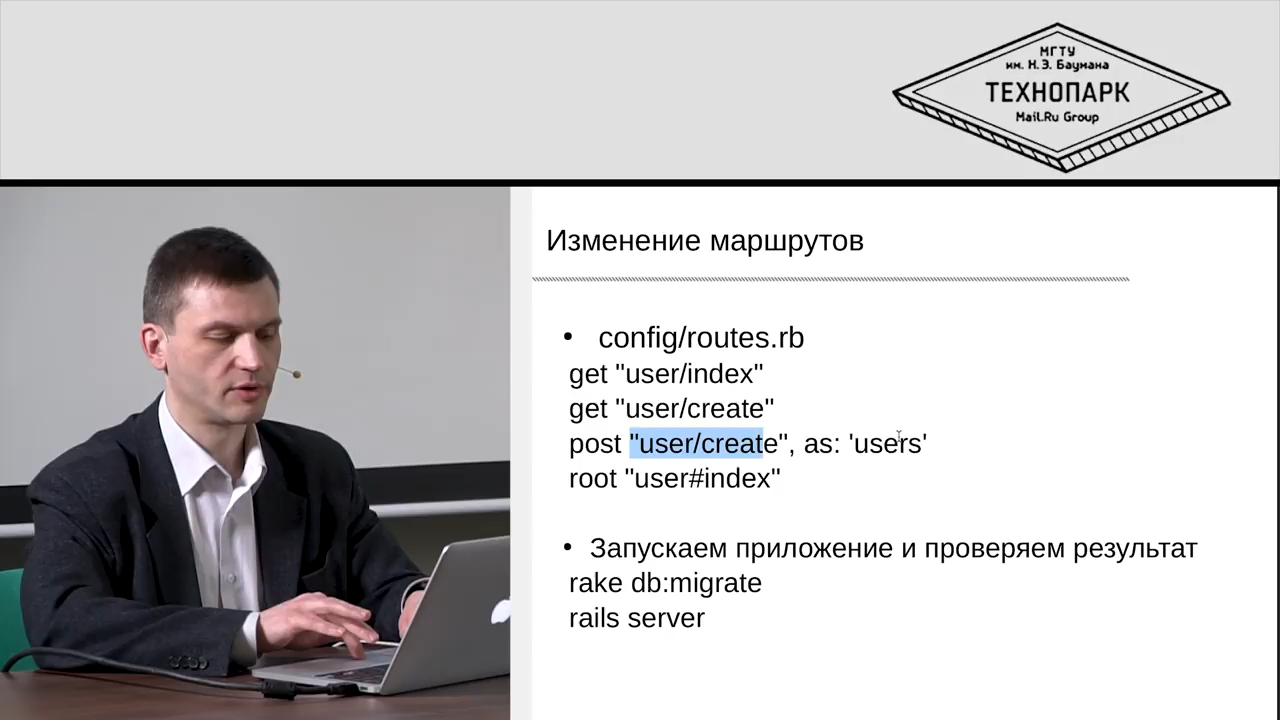 МГТУ
им. Н.Э. Баумана
ТЕХНОПАРК
Mail.Ru Group
Изменение маршрутов
• config/routes.rb
get "user/index"
get "user/create"
post "user/create", as: 'users'
root "user#index"
• Запускаем приложение и проверяем результат
rake db:migrate
rails server